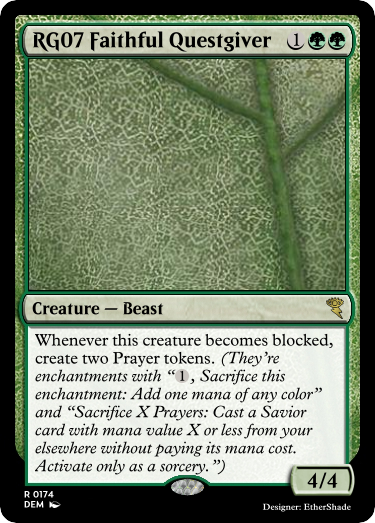 RG07 Faithful Questgiver 1
Creature — Beast
Whenever this creature becomes blocked,
create two Prayer tokens. (They're
enchantments with “1, Sacrifice this
enchantment: Add one mana of any color”
and “Sacrifice X Prayers: Cast a Savior
card with mana value X or less from your
elsewhere without paying its mana cost.
Activate only as a sorcery.”)
4/4
R 0174
DEM
Designer: EtherShade